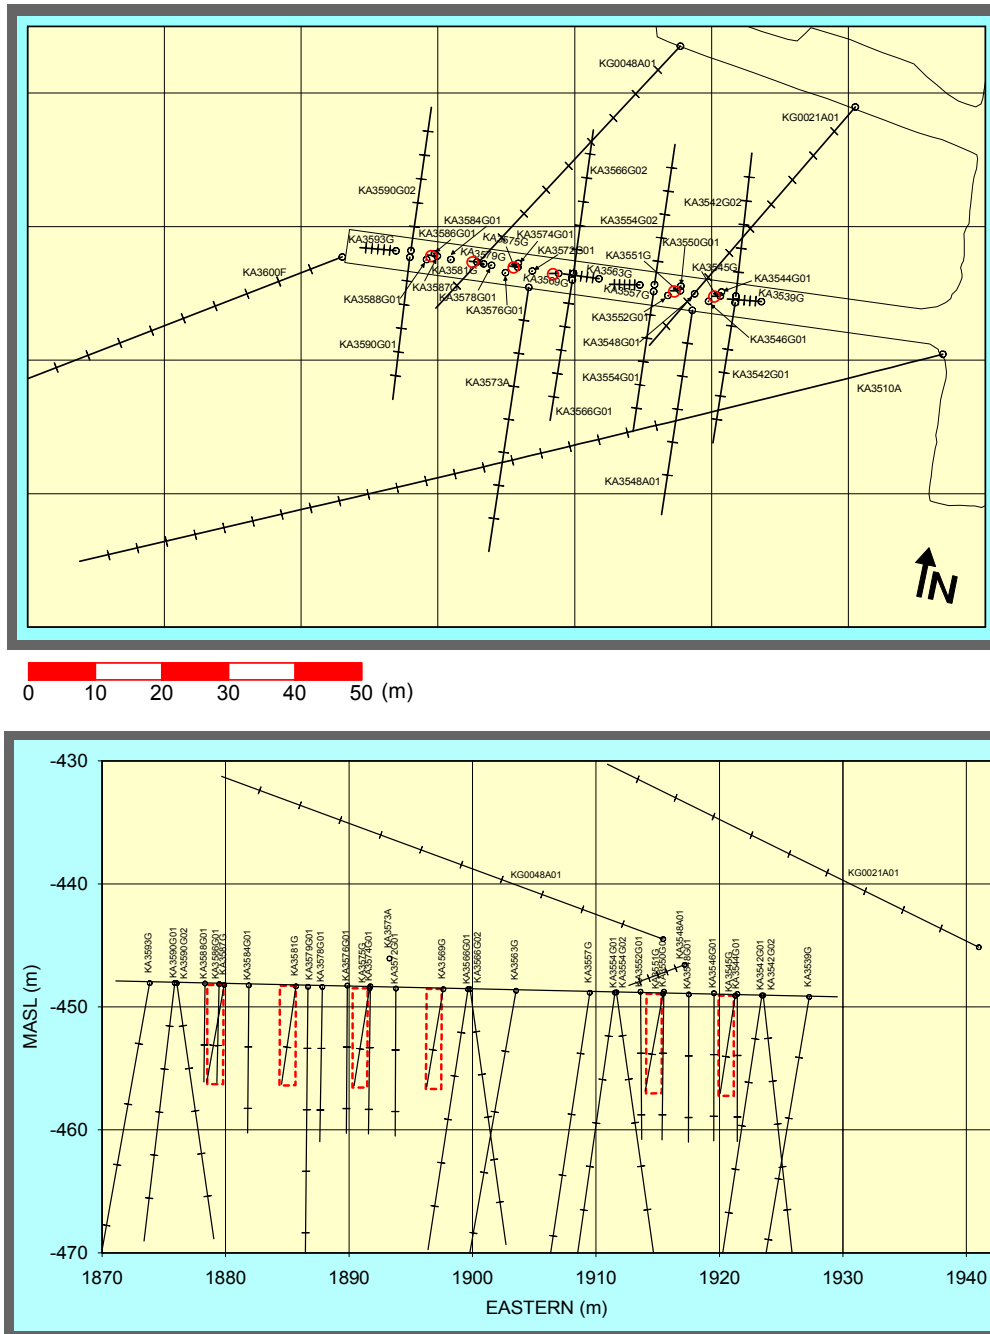 KG0048A01
KG0021A01
KA3566G02
KA3590G02
KA3542G02
KA3554G02
KA3584G01
KA3586G01
KA3574G01
KA3575G
KA3572G01
KA3593G
KA3550G01
KA3551G
KA3579G
KA3545G
KA3600F
KA3581G
KA3563G
KA3544G01
KA3569G
KA3587G
KA3557G
KA3588G01
KA3578G01
KA3539G
KA3576G01
KA3552G01
KA3546G01
KA3548G01
KA3590G01
KA3542G01
KA3554G01
KA3573A
KA3510A
KA3566G01
KA3548A01
N
0 10 20 30 40 50 (m)
-430
KG0048A01
KG0021A01
-440
KA3593G
KA3590G01
KA3590G02
KA3588G01
KA3586G01
KA3587G
KA3584G01
KA3581G
KA3579G01
KA3578G01
KA3576G01
KA3575G
KA3574G01
KA3573A
KA3572G01
KA3569G
KA3566G01
KA3566G02
KA3563G
KA3557G
KA3554G01
KA3554G02
KA3552G01
KA3551G
KA3550G01
KA3548A01
KA3548G01
KA3546G01
KA3545G
KA3544G01
KA3542G01
KA3542G02
KA3539G
-450
-460
-470
MASL (m)
1870 1880 1890 1900 1910 1920 1930 1940
EASTERN (m)